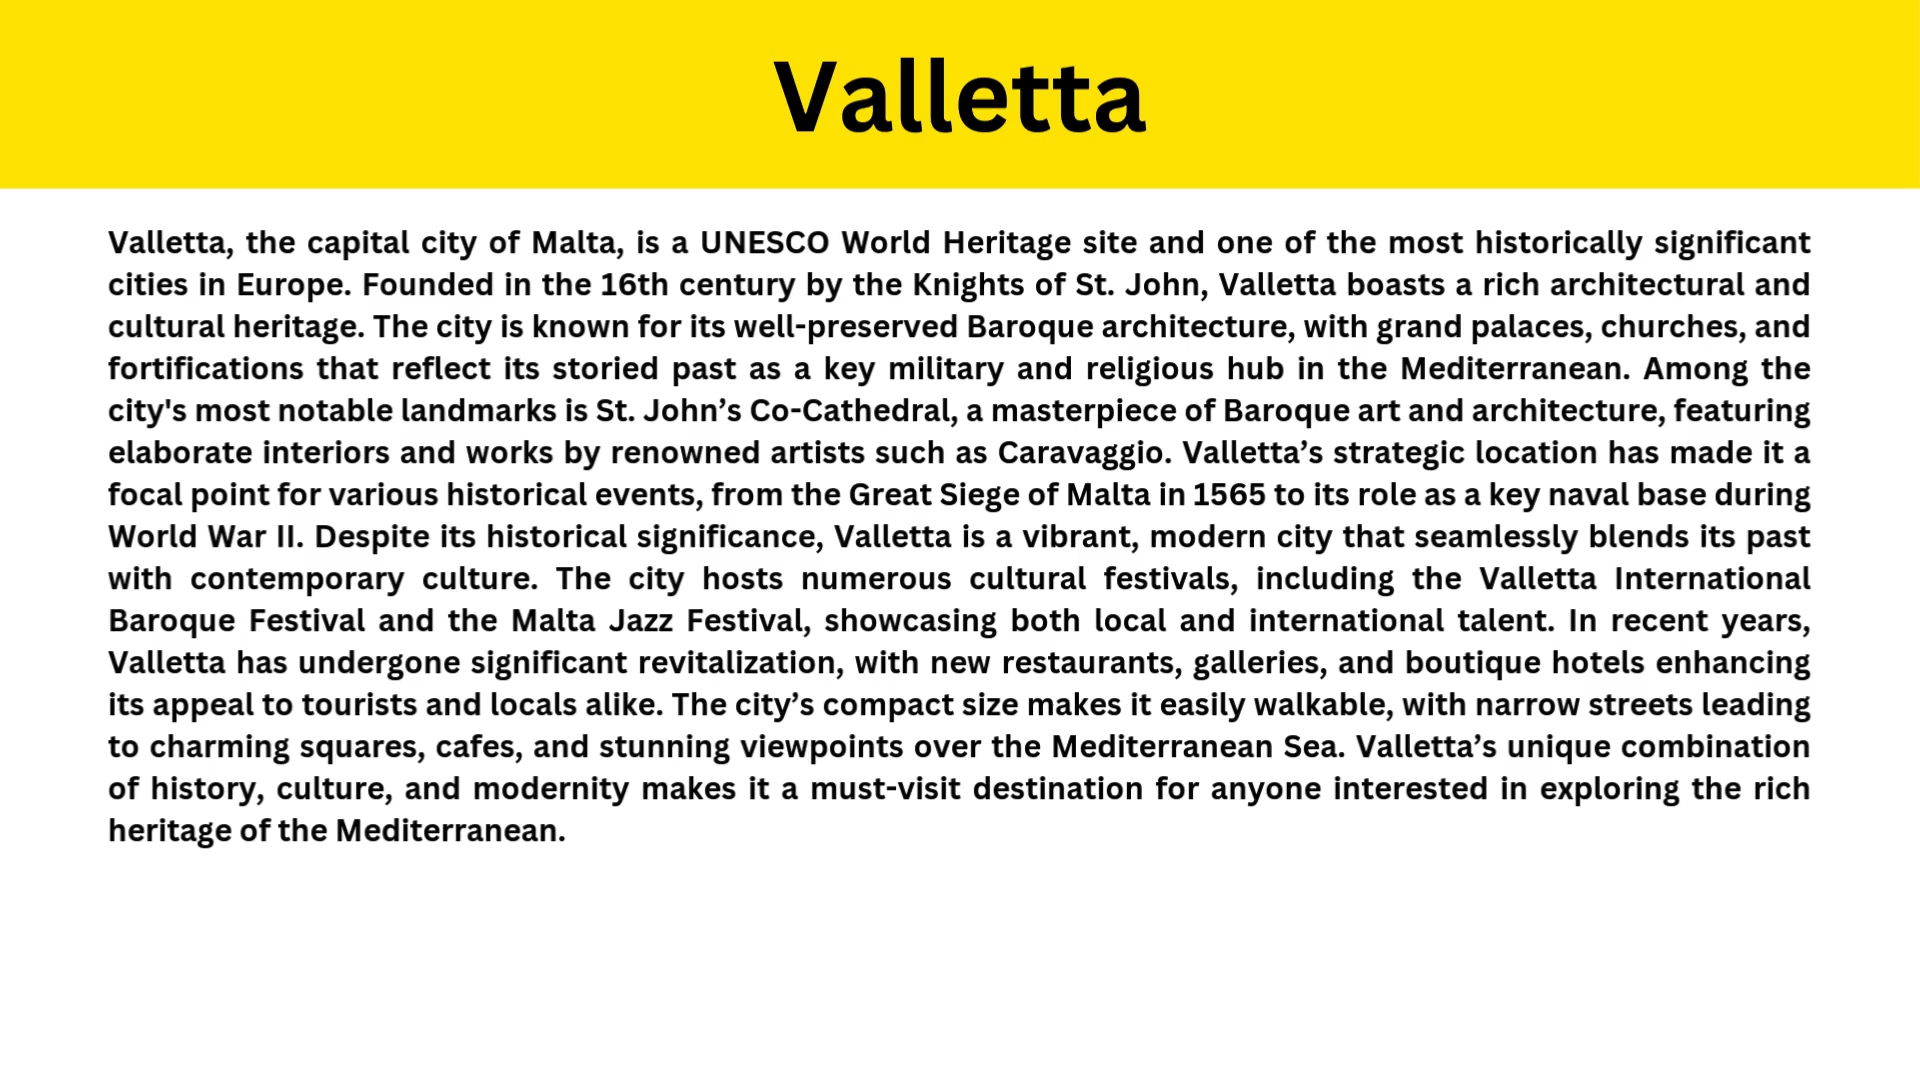 Valletta
Valletta, the capital city of Malta, is a UNESCO World Heritage site and one of the most historically significant
cities in Europe. Founded in the 16th century by the Knights of St. John, Valletta boasts a rich architectural and
cultural heritage. The city is known for its well-preserved Baroque architecture, with grand palaces, churches, and
fortifications that reflect its storied past as a key military and religious hub in the Mediterranean. Among the
city's most notable landmarks is St. John’s Co-Cathedral, a masterpiece of Baroque art and architecture, featuring
elaborate interiors and works by renowned artists such as Caravaggio. Valletta’s strategic location has made it a
focal point for various historical events, from the Great Siege of Malta in 1565 to its role as a key naval base during
World War II. Despite its historical significance, Valletta is a vibrant, modern city that seamlessly blends its past
with contemporary culture. The city hosts numerous cultural festivals, including the Valletta International
Baroque Festival and the Malta Jazz Festival, showcasing both local and international talent. In recent years,
Valletta has undergone significant revitalization, with new restaurants, galleries, and boutique hotels enhancing
its appeal to tourists and locals alike. The city’s compact size makes it easily walkable, with narrow streets leading
to charming squares, cafes, and stunning viewpoints over the Mediterranean Sea. Valletta’s unique combination
of history, culture, and modernity makes it a must-visit destination for anyone interested in exploring the rich
heritage of the Mediterranean.